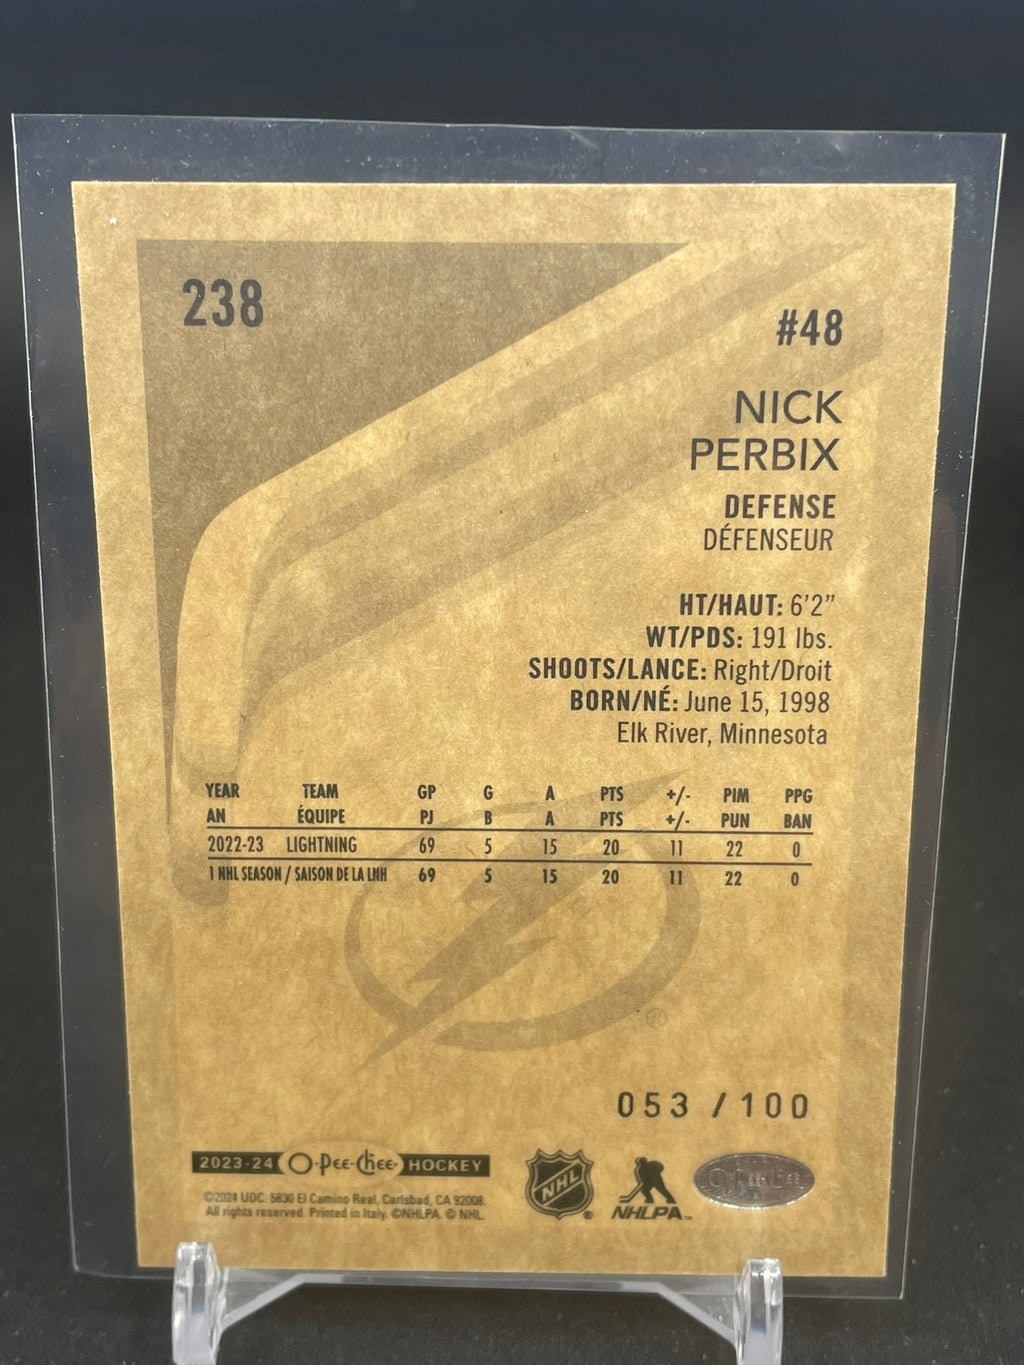 238
#48
NICK
PERBIX
DEFENSE
DÉFENSEUR
HT/HAUT: 6'2"
WT/PDS: 191 lbs.
SHOOTS/LANCE: Right/Droit
BORN/NÉ: June 15, 1998
Elk River, Minnesota
YEAR TEAM GP G A PTS +/- PIM PPG
AN ÉQUIPE PJ B A PTS +/- PUN BAN
2022-23 LIGHTNING 69 5 15 20 11 22 0
1 NHL SEASON / SAISON DE LA LNH 69 5 15 20 11 22 0
®
053 / 100
2023-24 O-Pee-Chee HOCKEY
©2024 UDC. 5830 El Camino Real, Carlsbad, CA 92008.
All rights reserved. Printed in Italy. ©NHLPA. © NHL.
NHL ®
NHLPA™
O-Pee-Chee